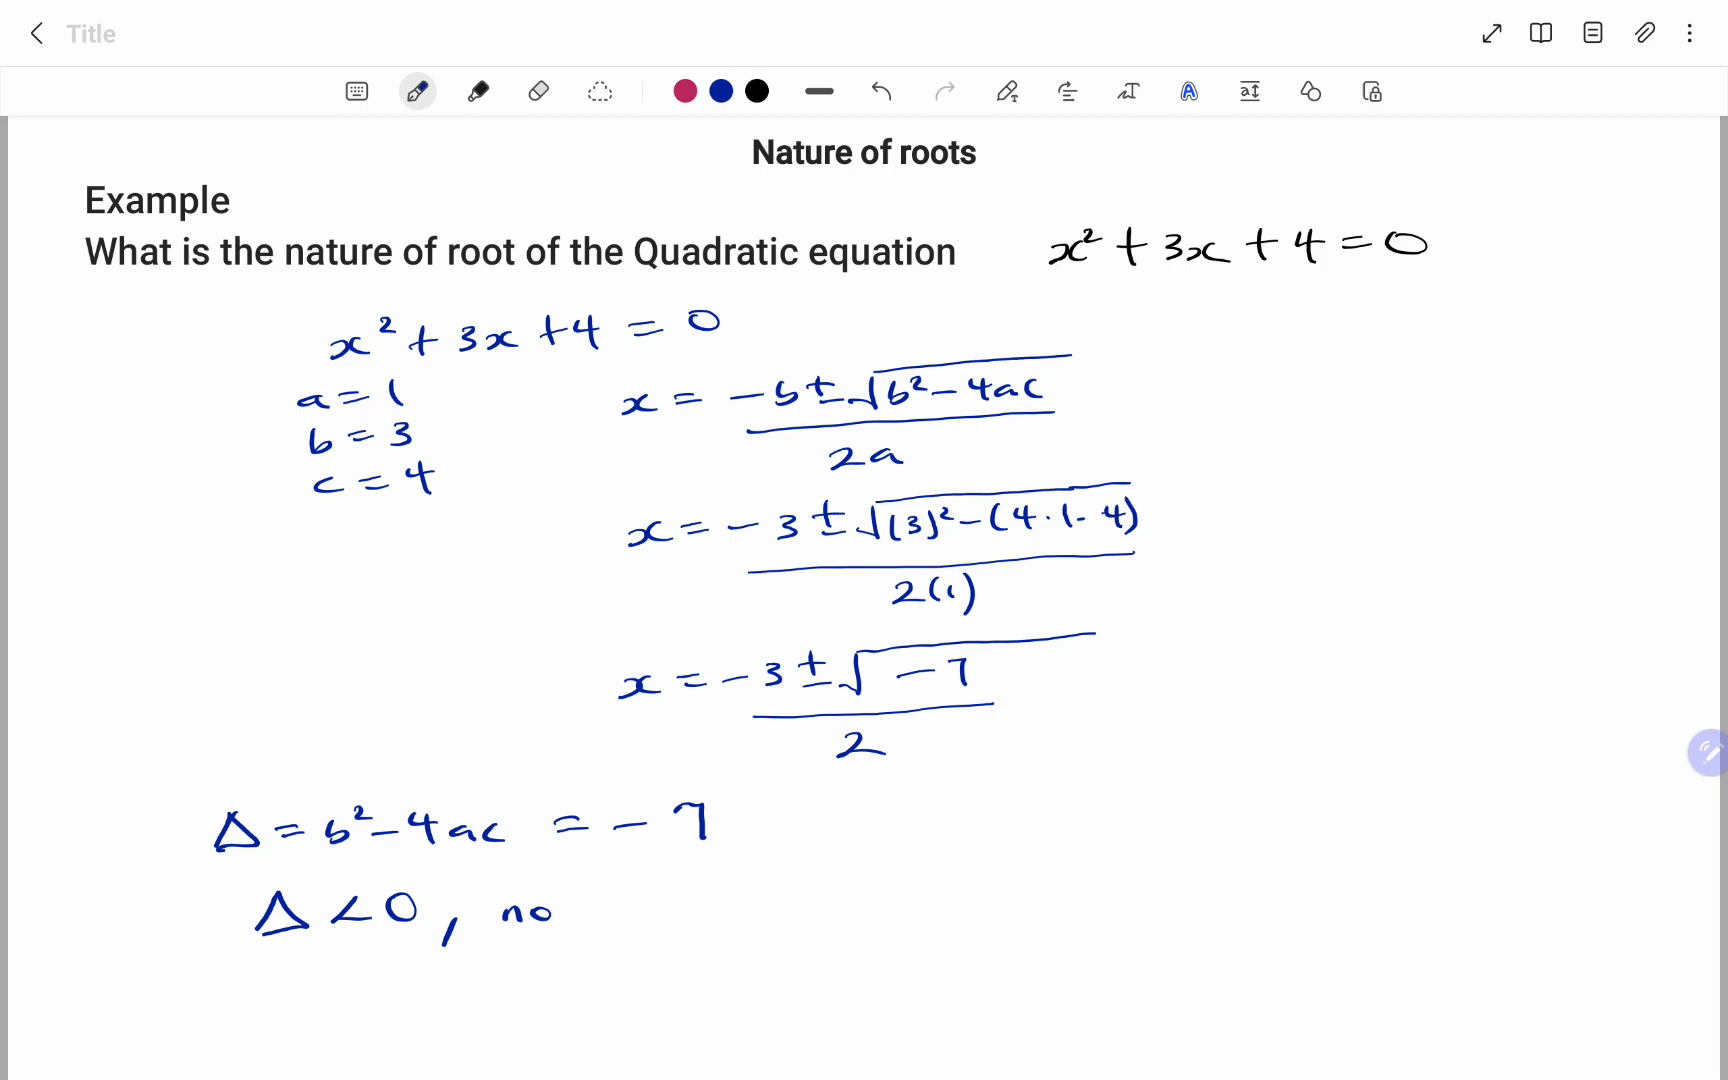 Title
Nature of roots
Example
What is the nature of root of the Quadratic equation x² + 3x + 4 = 0
x² + 3x + 4 = 0
a = 1
b = 3
c = 4
x = -b ± √b² - 4ac
2a
x = -3 ± √(3)² - (4 · 1 · 4)
2(1)
x = -3 ± √-7
2
Δ = b² - 4ac = -7
Δ < 0, no